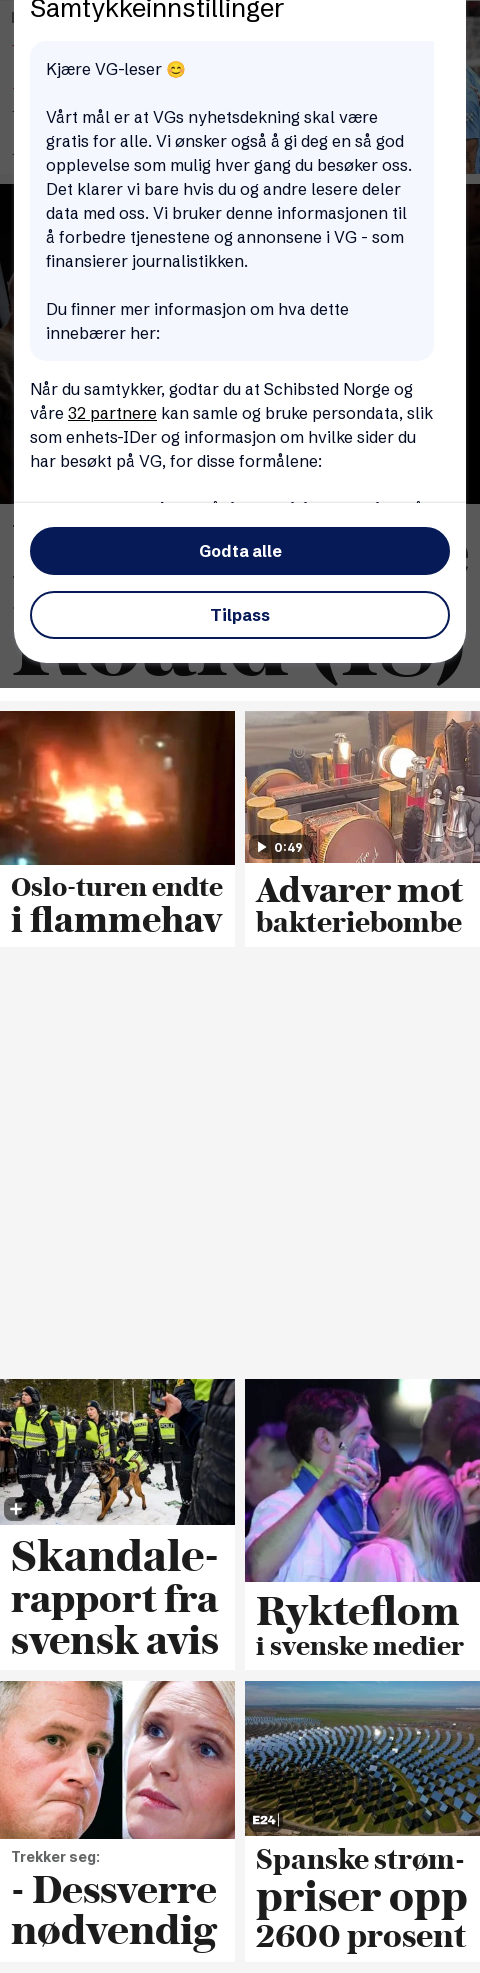 Samtykkeinnstillinger
Kjære VG-leser 😊
Vårt mål er at VGs nyhetsdekning skal være
gratis for alle. Vi ønsker også å gi deg en så god
opplevelse som mulig hver gang du besøker oss.
Det klarer vi bare hvis du og andre lesere deler
data med oss. Vi bruker denne informasjonen til
å forbedre tjenestene og annonsene i VG - som
finansierer journalistikken.
Du finner mer informasjon om hva dette
innebærer her:
Når du samtykker, godtar du at Schibsted Norge og
våre 32 partnere kan samle og bruke persondata, slik
som enhets-IDer og informasjon om hvilke sider du
har besøkt på VG, for disse formålene:
Godta alle
Tilpass
Roald (18)
0:49
Oslo-turen endte
i flammehav
Advarer mot
bakteriebombe
Skandale-
rapport fra
svensk avis
Rykteflom
i svenske medier
E24
Trekker seg:
- Dessverre
nødvendig
Spanske strøm-
priser opp
2600 prosent